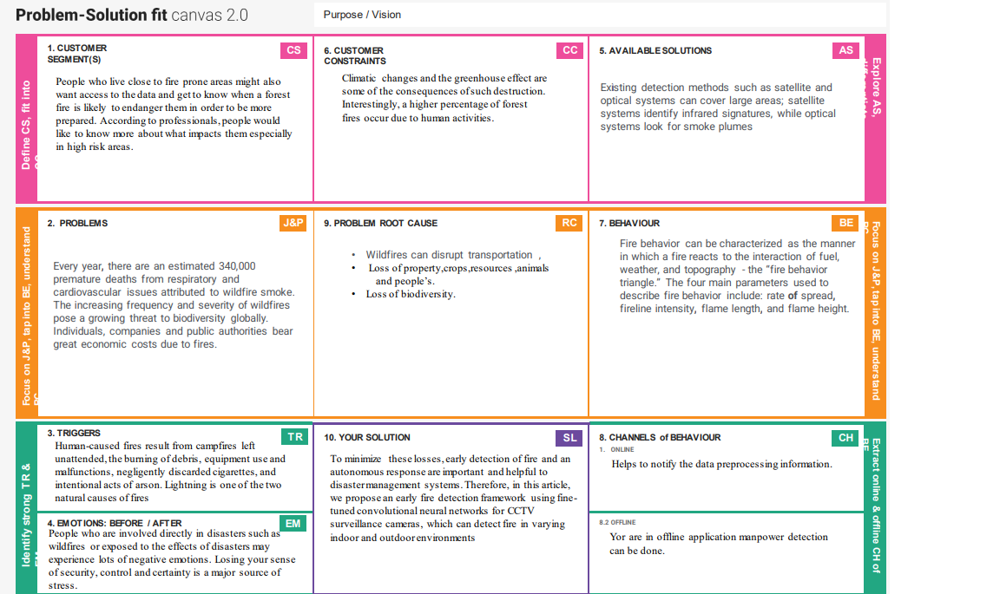 Problem-Solution fit canvas 2.0
Purpose / Vision
Define CS, fit into
1. CUSTOMER
SEGMENT(S)
CS
People who live close to fire prone areas might also
want access to the data and get to know when a forest
fire is likely to endanger them in order to be more
prepared. According to professionals, people would
like to know more about what impacts them especially
in high risk areas.
6. CUSTOMER
CONSTRAINTS
CC
Climatic changes and the greenhouse effect are
some of the consequences of such destruction.
Interestingly, a higher percentage of forest
fires occur due to human activities.
5. AVAILABLE SOLUTIONS
AS
Existing detection methods such as satellite and
optical systems can cover large areas; satellite
systems identify infrared signatures, while optical
systems look for smoke plumes
Explore AS,
Focus on J&P, tap into BE, understand
2. PROBLEMS
J&P
Every year, there are an estimated 340,000
premature deaths from respiratory and
cardiovascular issues attributed to wildfire smoke.
The increasing frequency and severity of wildfires
pose a growing threat to biodiversity globally.
Individuals, companies and public authorities bear
great economic costs due to fires.
9. PROBLEM ROOT CAUSE
RC
• Wildfires can disrupt transportation ,
• Loss of property,crops,resources ,animals
and people's.
• Loss of biodiversity.
7. BEHAVIOUR
BE
Fire behavior can be characterized as the manner
in which a fire reacts to the interaction of fuel,
weather, and topography - the "fire behavior
triangle." The four main parameters used to
describe fire behavior include: rate of spread,
fireline intensity, flame length, and flame height.
Focus on J&P, tap into BE, understand
Identify strong TR &
3. TRIGGERS
TR
Human-caused fires result from campfires left
unattended, the burning of debris, equipment use and
malfunctions, negligently discarded cigarettes, and
intentional acts of arson. Lightning is one of the two
natural causes of fires
4. EMOTIONS: BEFORE / AFTER
EM
People who are involved directly in disasters such as
wildfires or exposed to the effects of disasters may
experience lots of negative emotions. Losing your sense
of security, control and certainty is a major source of
stress.
10. YOUR SOLUTION
SL
To minimize these losses, early detection of fire and an
autonomous response are important and helpful to
disaster management systems. Therefore, in this article,
we propose an early fire detection framework using fine-
tuned convolutional neural networks for CCTV
surveillance cameras, which can detect fire in varying
indoor and outdoor environments
8. CHANNELS of BEHAVIOUR
CH
1. ONLINE
Helps to notify the data preprocessing information.
8.2 OFFLINE
Yor are in offline application manpower detection
can be done.
Extract online & offline CH of